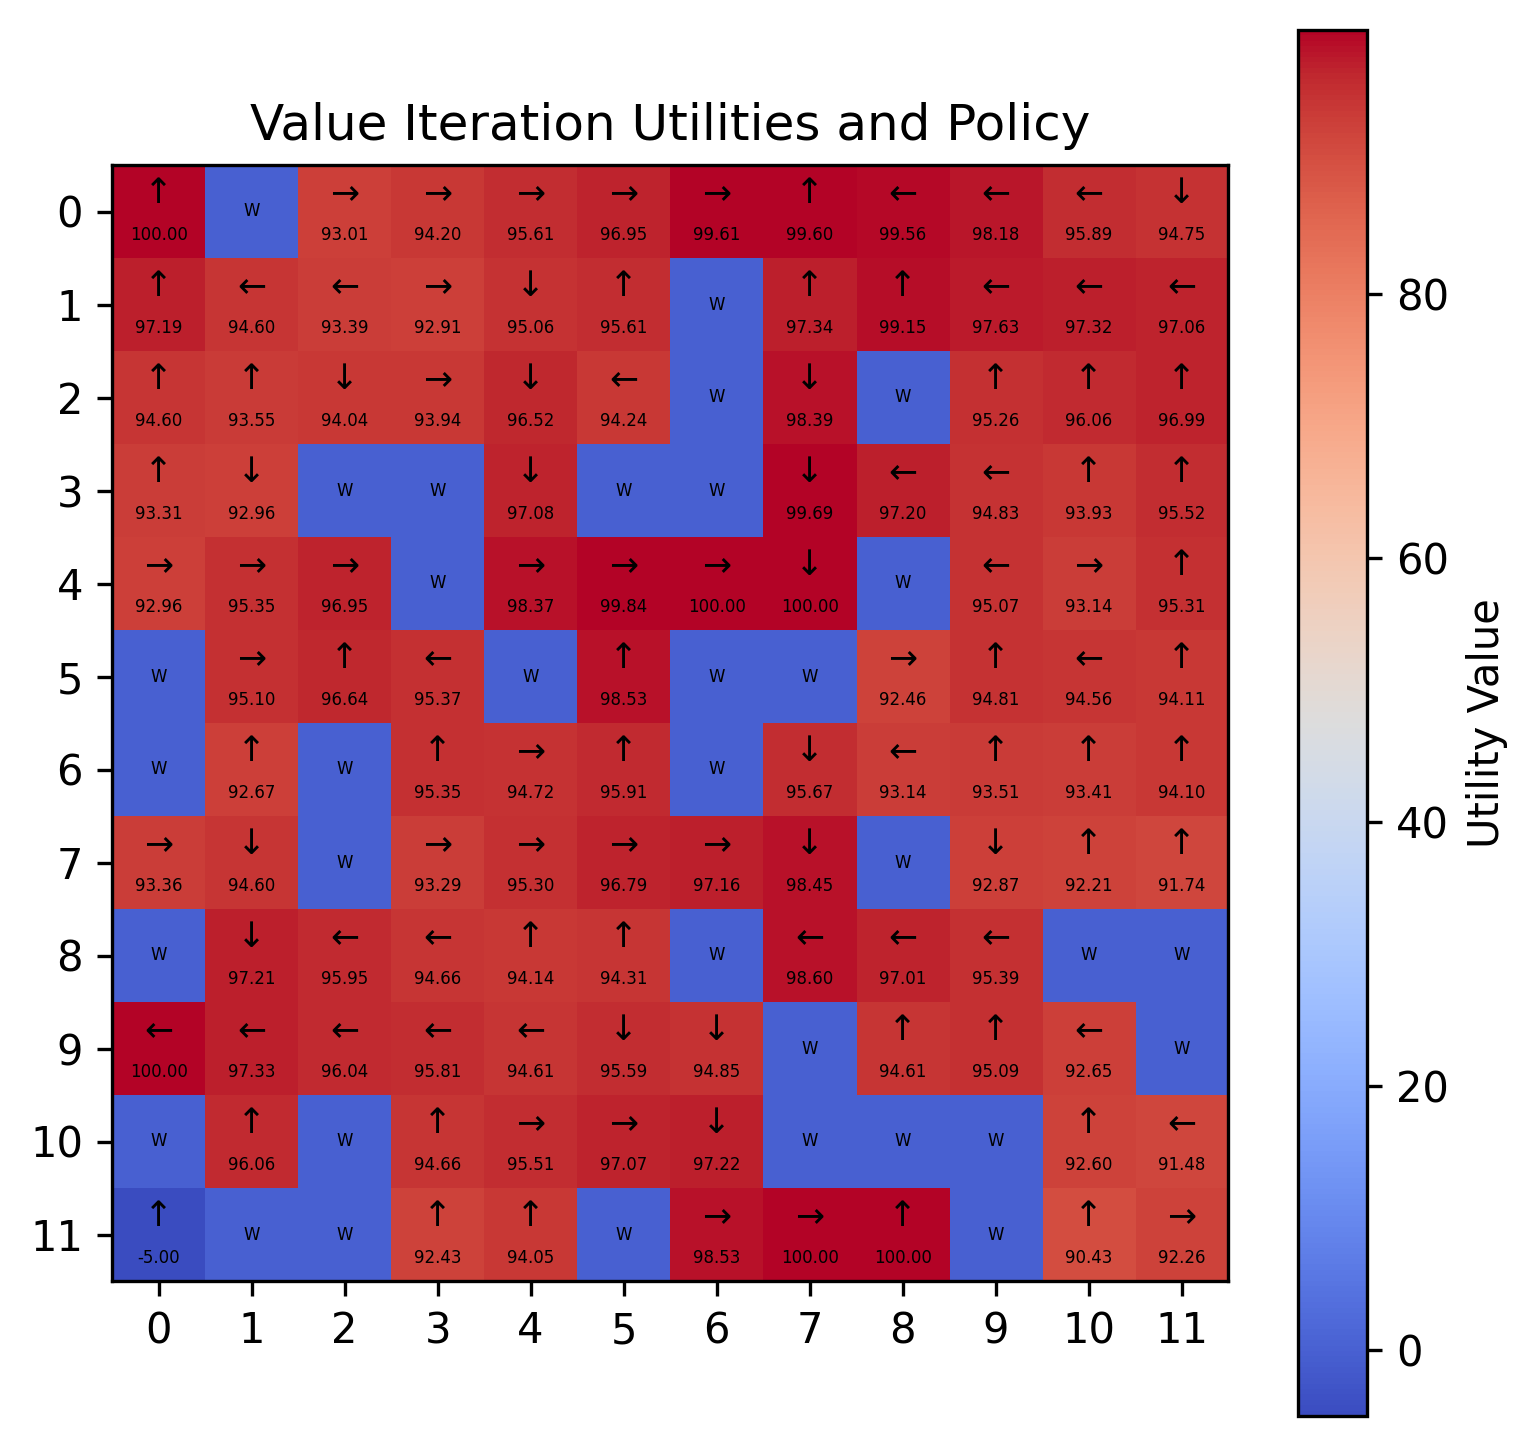 Value Iteration Utilities and Policy
0 ↑ W → → → → → ↑ ← ← ← ↓
100.00 93.01 94.20 95.61 96.95 99.61 99.60 99.56 98.18 95.89 94.75
1 ↑ ← ← → ↓ ↑ W ↑ ↑ ← ← ←
97.19 94.60 93.39 92.91 95.06 95.61 97.34 99.15 97.63 97.32 97.06
2 ↑ ↑ ↓ → ↓ ← W ↓ W ↑ ↑ ↑
94.60 93.55 94.04 93.94 96.52 94.24 98.39 95.26 96.06 96.99
3 ↑ ↓ W W ↓ W W ↓ ← ← ↑ ↑
93.31 92.96 97.08 99.69 97.20 94.83 93.93 95.52
4 → → → W → → → ↓ W ← → ↑
92.96 95.35 96.95 98.37 99.84 100.00 100.00 95.07 93.14 95.31
5 W → ↑ ← W ↑ W W → ↑ ← ↑
95.10 96.64 95.37 98.53 92.46 94.81 94.56 94.11
6 W ↑ W ↑ → ↑ W ↓ ← ↑ ↑ ↑
92.67 95.35 94.72 95.91 95.67 93.14 93.51 93.41 94.10
7 → ↓ W → → → → ↓ W ↓ ↑ ↑
93.36 94.60 93.29 95.30 96.79 97.16 98.45 92.87 92.21 91.74
8 W ↓ ← ← ↑ ↑ W ← ← ← W W
97.21 95.95 94.66 94.14 94.31 98.60 97.01 95.39
9 ← ← ← ← ← ↓ ↓ W ↑ ↑ ← W
100.00 97.33 96.04 95.81 94.61 95.59 94.85 94.61 95.09 92.65
10 W ↑ W ↑ → → ↓ W W W ↑ ←
96.06 94.66 95.51 97.07 97.22 92.60 91.48
11 ↑ W W ↑ ↑ W → → ↑ W ↑ →
-5.00 92.43 94.05 98.53 100.00 100.00 90.43 92.26
0 1 2 3 4 5 6 7 8 9 10 11
80
60
40
20
0
Utility Value